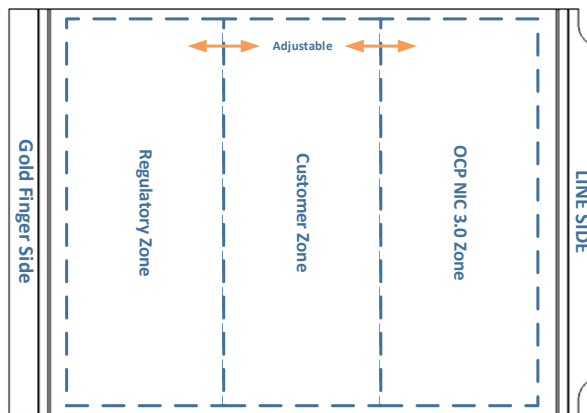 Adjustable
Gold Finger Side
Regulatory Zone
Customer Zone
OCP NIC 3.0 Zone
LINE SIDE